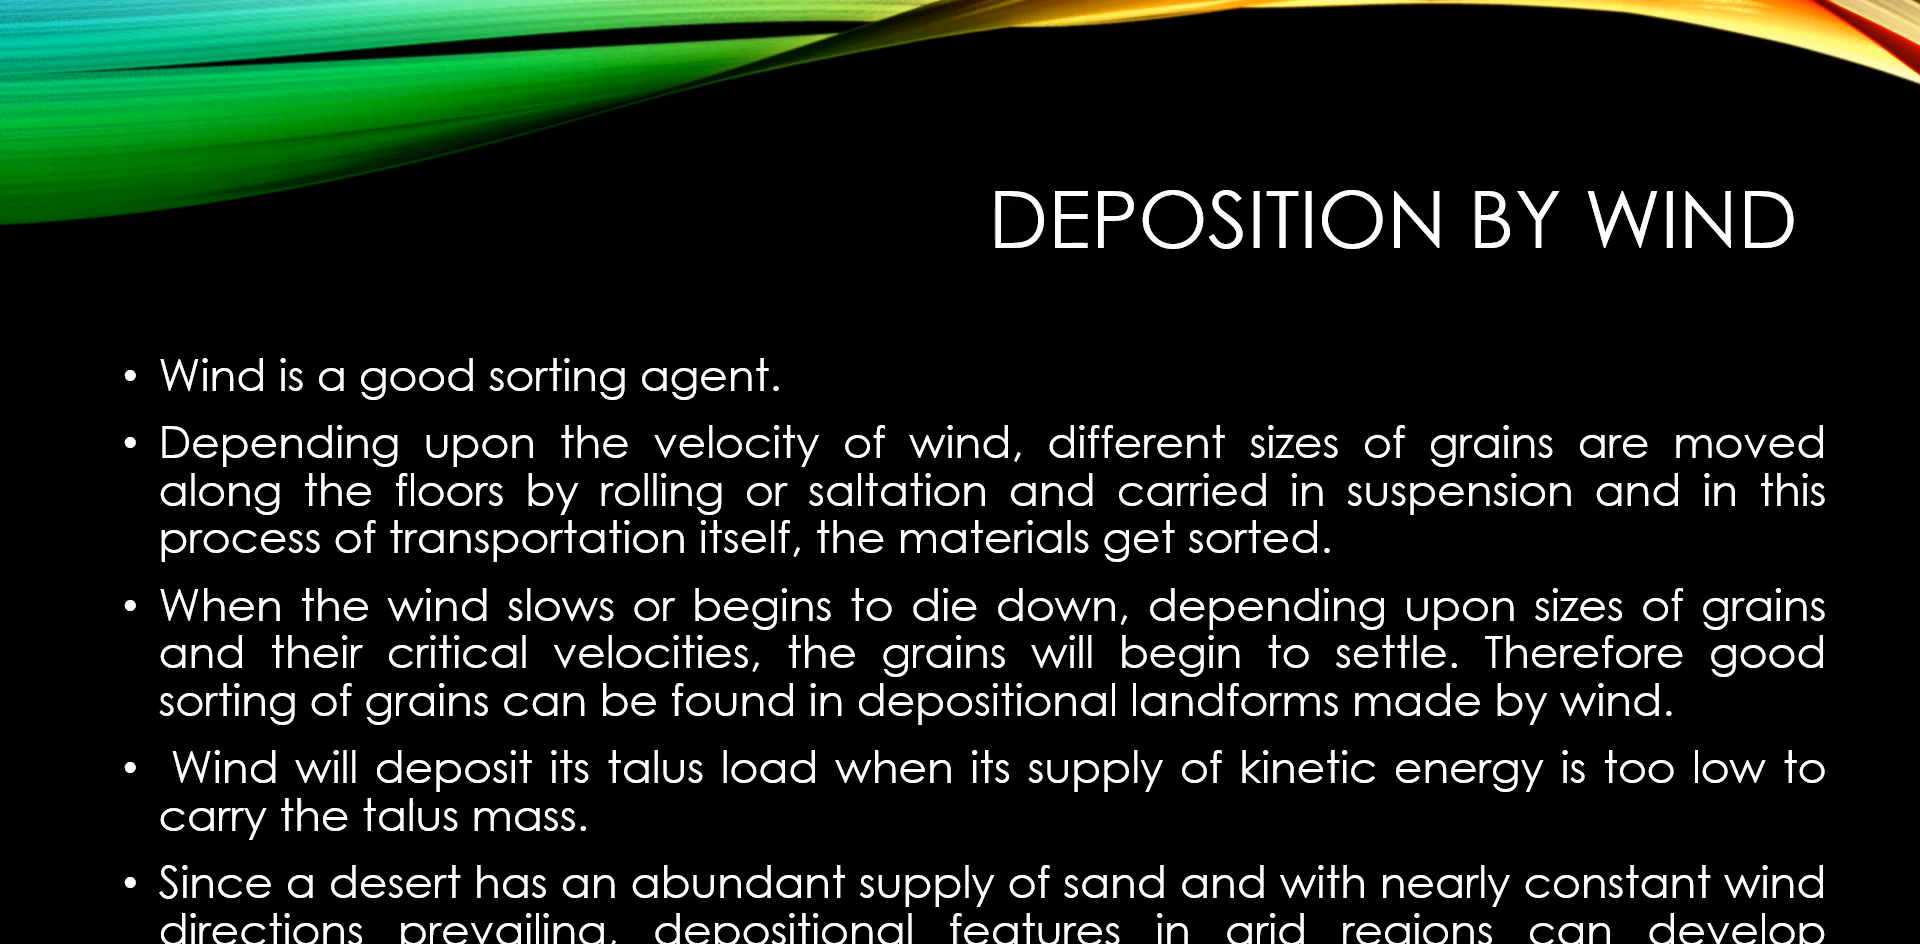 DEPOSITION BY WIND
• Wind is a good sorting agent.
• Depending upon the velocity of wind, different sizes of grains are moved
along the floors by rolling or saltation and carried in suspension and in this
process of transportation itself, the materials get sorted.
• When the wind slows or begins to die down, depending upon sizes of grains
and their critical velocities, the grains will begin to settle. Therefore good
sorting of grains can be found in depositional landforms made by wind.
• Wind will deposit its talus load when its supply of kinetic energy is too low to
carry the talus mass.
• Since a desert has an abundant supply of sand and with nearly constant wind
directions prevailing, depositional features in arid regions can develop